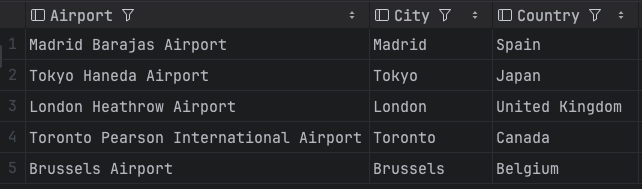 Airport City Country
1 Madrid Barajas Airport Madrid Spain
2 Tokyo Haneda Airport Tokyo Japan
3 London Heathrow Airport London United Kingdom
4 Toronto Pearson International Airport Toronto Canada
5 Brussels Airport Brussels Belgium